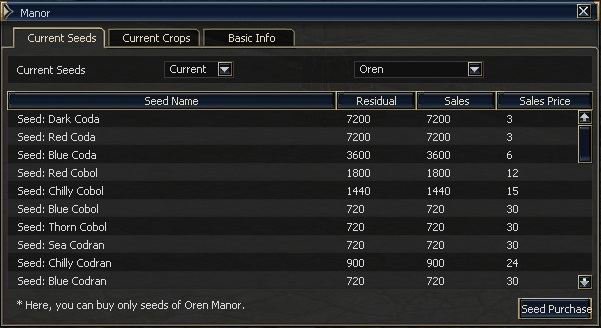 Manor
Current Seeds Current Crops Basic Info
Current Seeds Current Oren
Seed Name Residual Sales Sales Price
Seed: Dark Coda 7200 7200 3
Seed: Red Coda 7200 7200 3
Seed: Blue Coda 3600 3600 6
Seed: Red Cobol 1800 1800 12
Seed: Chilly Cobol 1440 1440 15
Seed: Blue Cobol 720 720 30
Seed: Thorn Cobol 720 720 30
Seed: Sea Codran 720 720 30
Seed: Chilly Codran 900 900 24
Seed: Blue Codran 720 720 30
* Here, you can buy only seeds of Oren Manor. Seed Purchase